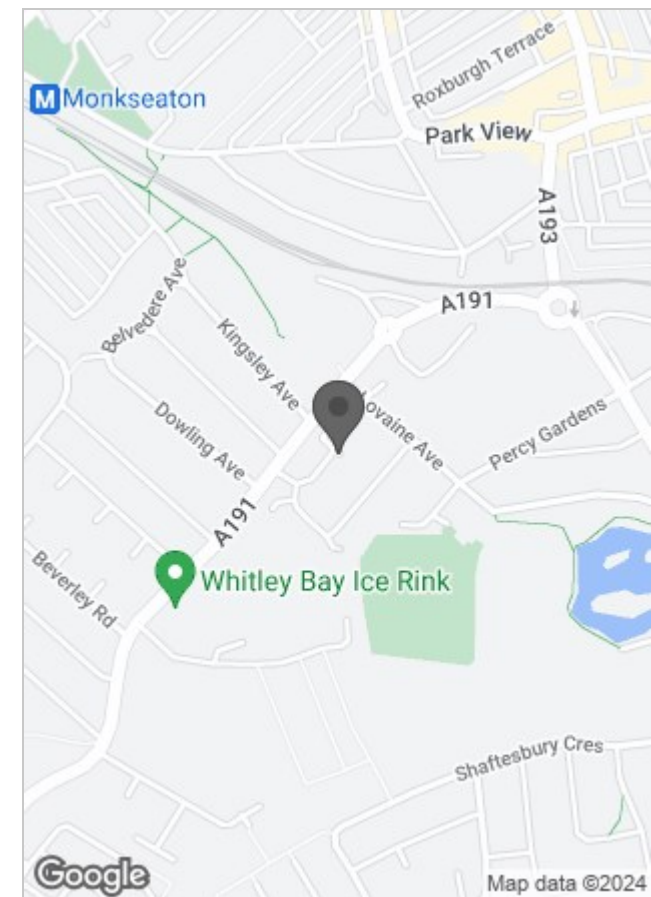 Roxburgh Terrace
M Monkseaton
Park View
A193
A191
Belvedere Ave
Kingsley Ave
Lovaine Ave
Percy Gardens
Dowling Ave
A191
Beverley Rd
Whitley Bay Ice Rink
Shaftesbury Cres
Google
Map data ©2024